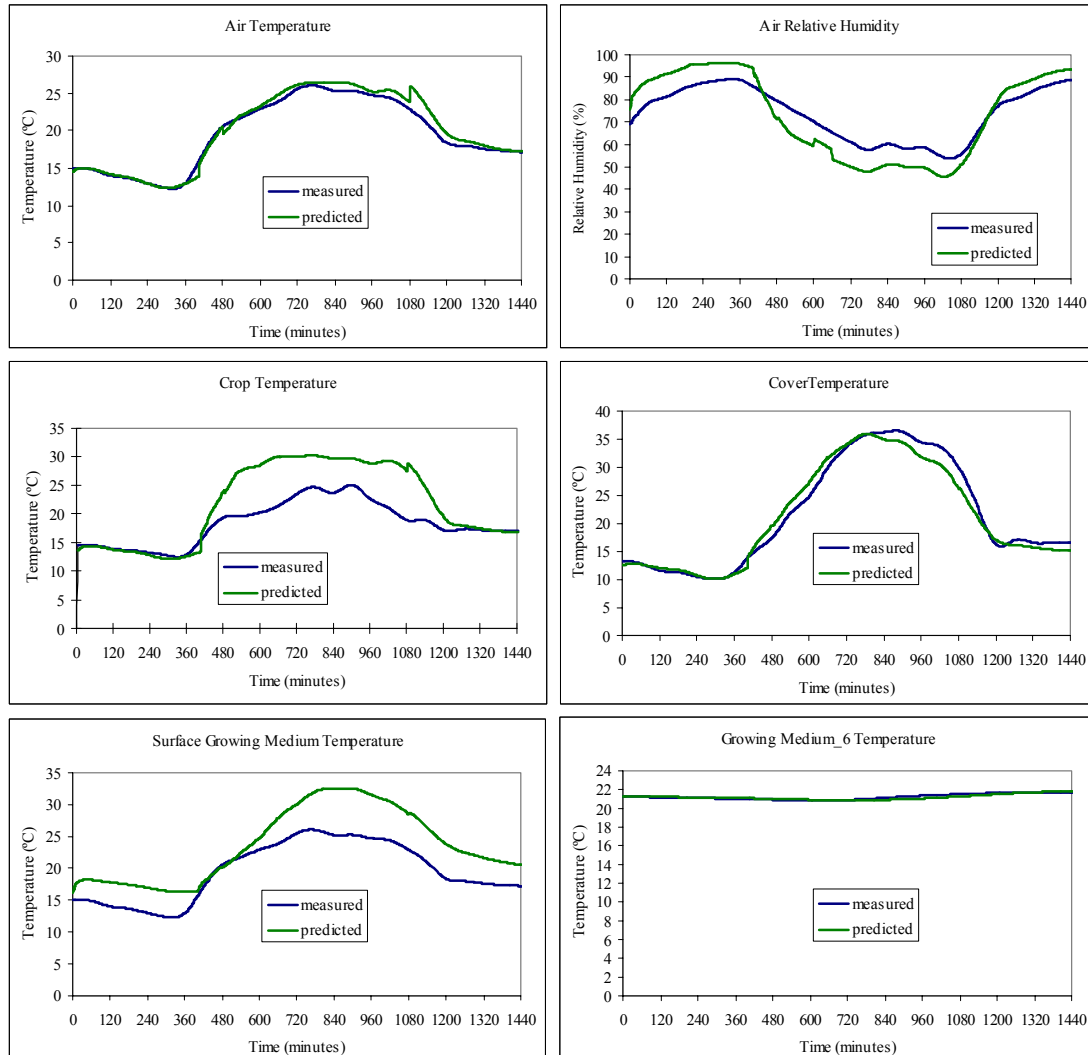 Air Temperature
30
25
20
15
10
5
0
Temperature (ºC)
measured
predicted
0 120 240 360 480 600 720 840 960 1080 1200 1320 1440
Time (minutes)
Air Relative Humidity
100
90
80
70
60
50
40
30
20
10
0
Relative Humidity (%)
measured
predicted
0 120 240 360 480 600 720 840 960 1080 1200 1320 1440
Time (minutes)
Crop Temperature
35
30
25
20
15
10
5
0
Temperature (ºC)
measured
predicted
0 120 240 360 480 600 720 840 960 1080 1200 1320 1440
Time (minutes)
CoverTemperature
40
35
30
25
20
15
10
5
0
Temperature (ºC)
measured
predicted
0 120 240 360 480 600 720 840 960 1080 1200 1320 1440
Time (minutes)
Surface Growing Medium Temperature
35
30
25
20
15
10
5
0
Temperature (ºC)
measured
predicted
0 120 240 360 480 600 720 840 960 1080 1200 1320 1440
Time (minutes)
Growing Medium_6 Temperature
24
22
20
18
16
14
12
10
8
6
4
2
0
Temperature (ºC)
measured
predicted
0 120 240 360 480 600 720 840 960 1080 1200 1320 1440
Time (minutes)